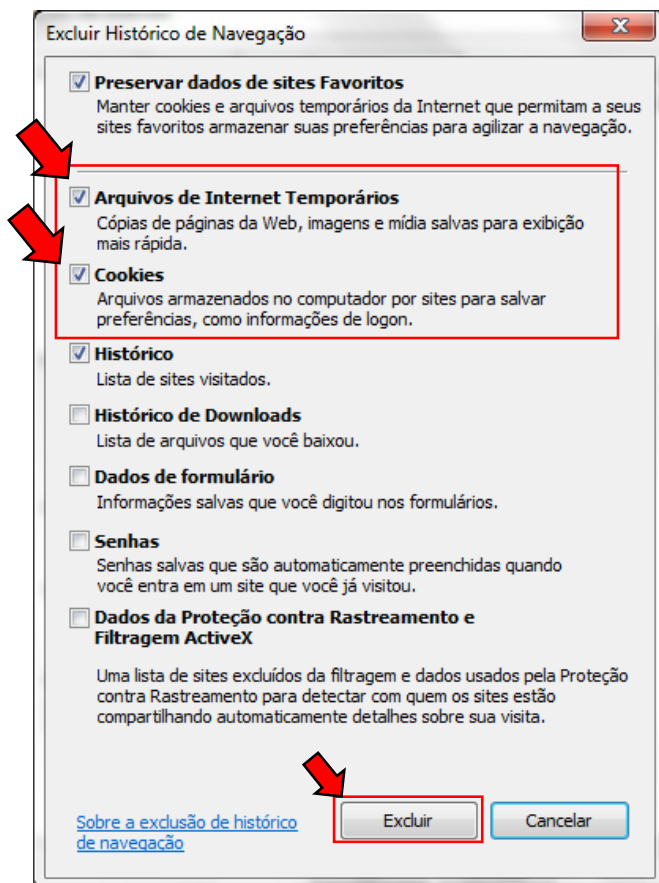 Excluir Histórico de Navegação
Preservar dados de sites Favoritos
Manter cookies e arquivos temporários da Internet que permitam a seus
sites favoritos armazenar suas preferências para agilizar a navegação.
Arquivos de Internet Temporários
Cópias de páginas da Web, imagens e mídia salvas para exibição
mais rápida.
Cookies
Arquivos armazenados no computador por sites para salvar
preferências, como informações de logon.
Histórico
Lista de sites visitados.
Histórico de Downloads
Lista de arquivos que você baixou.
Dados de formulário
Informações salvas que você digitou nos formulários.
Senhas
Senhas salvas que são automaticamente preenchidas quando
você entra em um site que você já visitou.
Dados da Proteção contra Rastreamento e
Filtragem ActiveX
Uma lista de sites excluídos da filtragem e dados usados pela Proteção
contra Rastreamento para detectar com quem os sites estão
compartilhando automaticamente detalhes sobre sua visita.
Sobre a exclusão de histórico
de navegação
Excluir
Cancelar